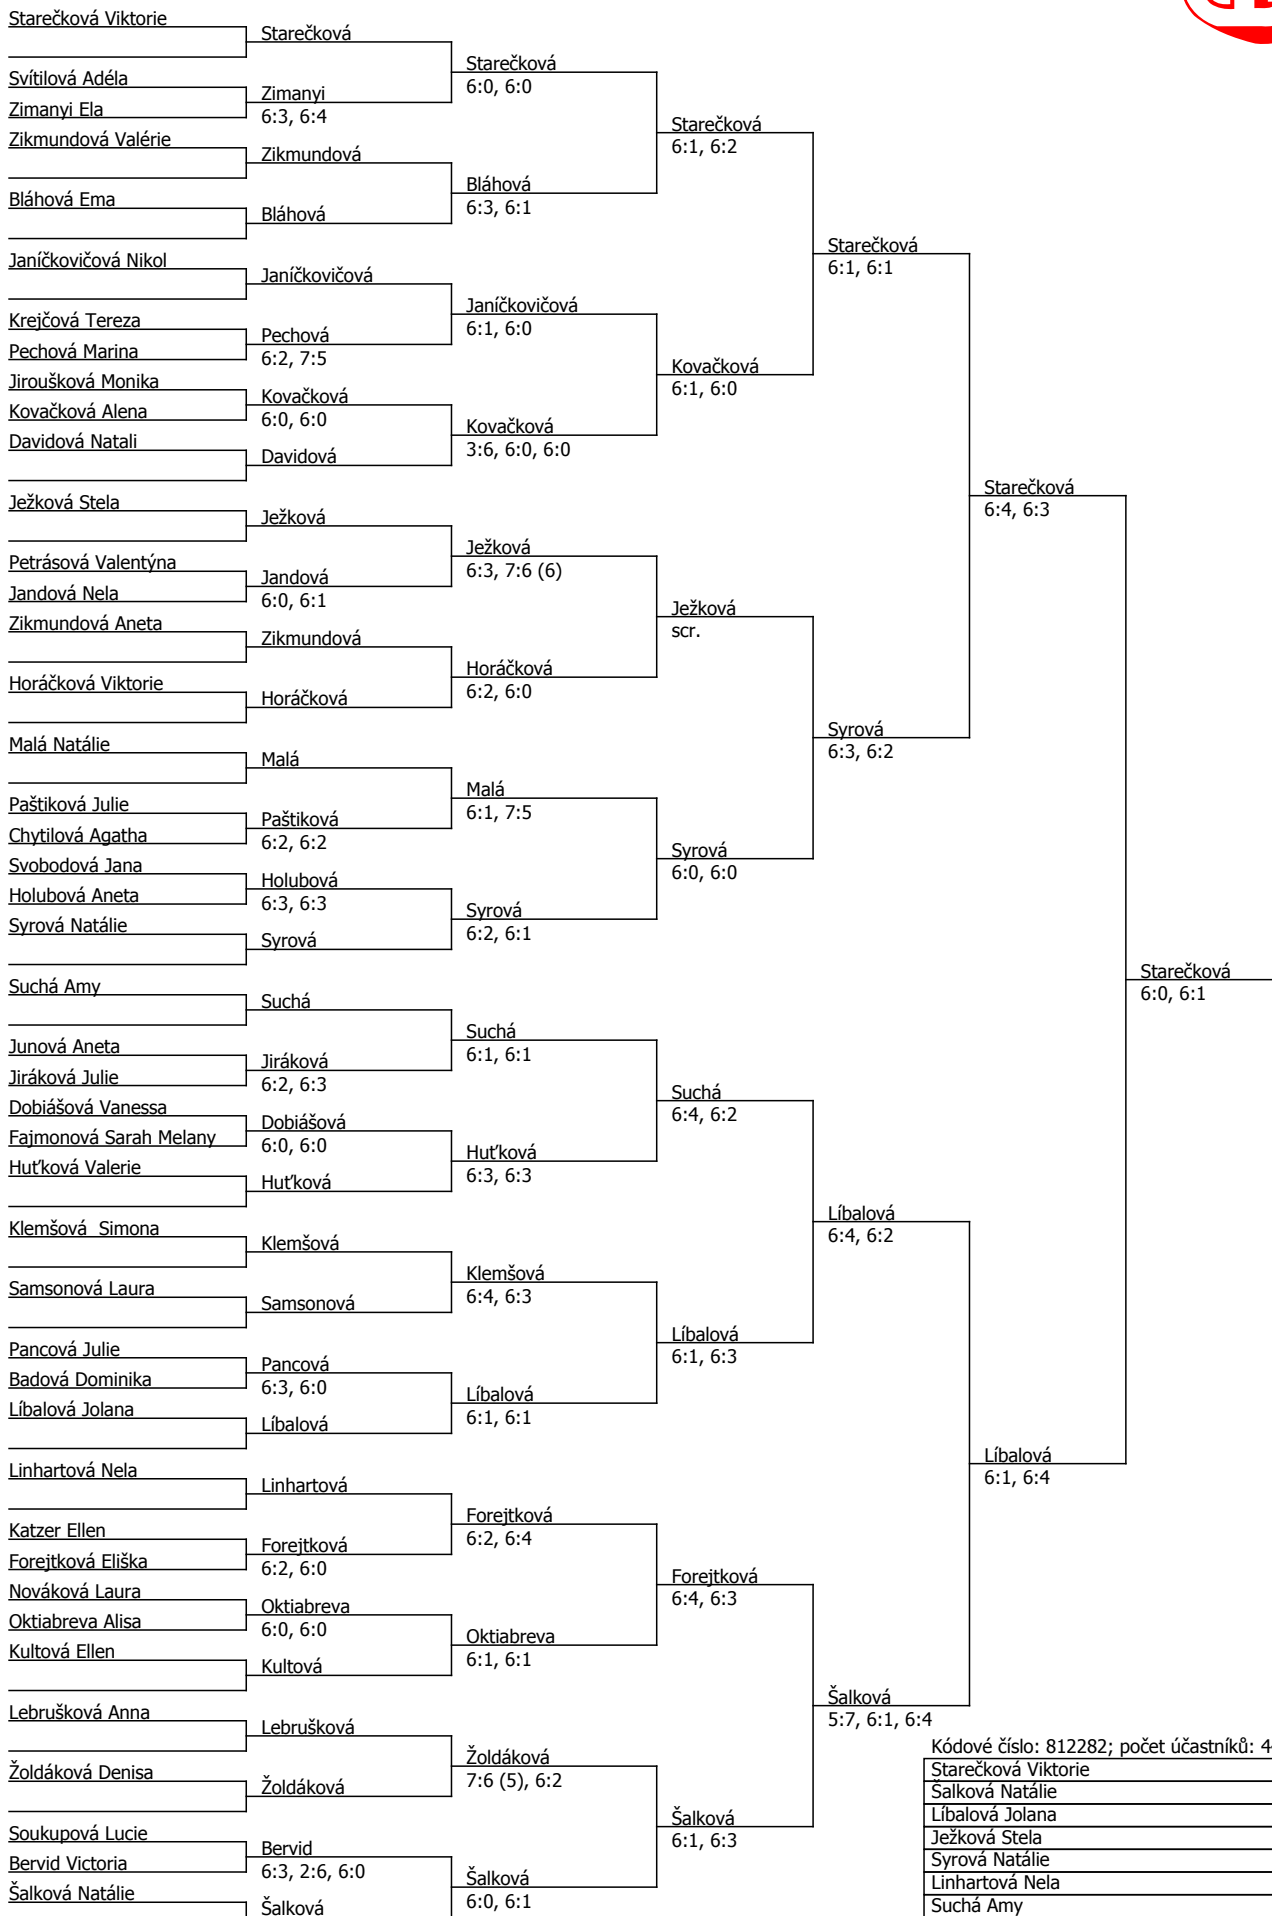 Starečková Viktorie
Svítilová Adéla
Zimanyi Ela
Zikmundová Valérie
Bláhová Ema
Janíčkovičová Nikol
Krejčová Tereza
Pechová Marina
Jiroušková Monika
Kovačková Alena
Davidová Natali
Ježková Stela
Petrásová Valentýna
Jandová Nela
Zikmundová Aneta
Horáčková Viktorie
Malá Natálie
Paštiková Julie
Chytilová Agatha
Svobodová Jana
Holubová Aneta
Syrová Natálie
Suchá Amy
Junová Aneta
Jiráková Julie
Dobiášová Vanessa
Fajmonová Sarah Melany
Huťková Valerie
Klemšová  Simona
Samsonová Laura
Pancová Julie
Badová Dominika
Líbalová Jolana
Linhartová Nela
Katzer Ellen
Forejtková Eliška
Nováková Laura
Oktiabreva Alisa
Kultová Ellen
Lebrušková Anna
Žoldáková Denisa
Soukupová Lucie
Bervid Victoria
Šalková Natálie
Starečková
Zimanyi
6:3, 6:4
Zikmundová
Bláhová
Janíčkovičová
Pechová
6:2, 7:5
Kovačková
6:0, 6:0
Davidová
Ježková
Jandová
6:0, 6:1
Zikmundová
Horáčková
Malá
Paštiková
6:2, 6:2
Holubová
6:3, 6:3
Syrová
Suchá
Jiráková
6:2, 6:3
Dobiášová
6:0, 6:0
Huťková
Klemšová
Samsonová
Pancová
6:3, 6:0
Líbalová
Linhartová
Forejtková
6:2, 6:0
Oktiabreva
6:0, 6:0
Kultová
Lebrušková
Žoldáková
Bervid
6:3, 2:6, 6:0
Šalková
Starečková
6:0, 6:0
Bláhová
6:3, 6:1
Janíčkovičová
6:1, 6:0
Kovačková
3:6, 6:0, 6:0
Ježková
6:3, 7:6 (6)
Horáčková
6:2, 6:0
Malá
6:1, 7:5
Syrová
6:2, 6:1
Suchá
6:1, 6:1
Huťková
6:3, 6:3
Klemšová
6:4, 6:3
Líbalová
6:1, 6:1
Forejtková
6:2, 6:4
Oktiabreva
6:1, 6:1
Žoldáková
7:6 (5), 6:2
Šalková
6:0, 6:1
Starečková
6:1, 6:2
Kovačková
6:1, 6:0
Ježková
scr.
Syrová
6:0, 6:0
Suchá
6:4, 6:2
Líbalová
6:1, 6:3
Forejtková
6:4, 6:3
Šalková
6:1, 6:3
Starečková
6:1, 6:1
Syrová
6:3, 6:2
Líbalová
6:4, 6:2
Šalková
5:7, 6:1, 6:4
Starečková
6:4, 6:3
Líbalová
6:1, 6:4
Starečková
6:0, 6:1
Kódové číslo: 812282; počet účastníků: 4
Starečková Viktorie
Šalková Natálie
Líbalová Jolana
Ježková Stela
Syrová Natálie
Linhartová Nela
Suchá Amy